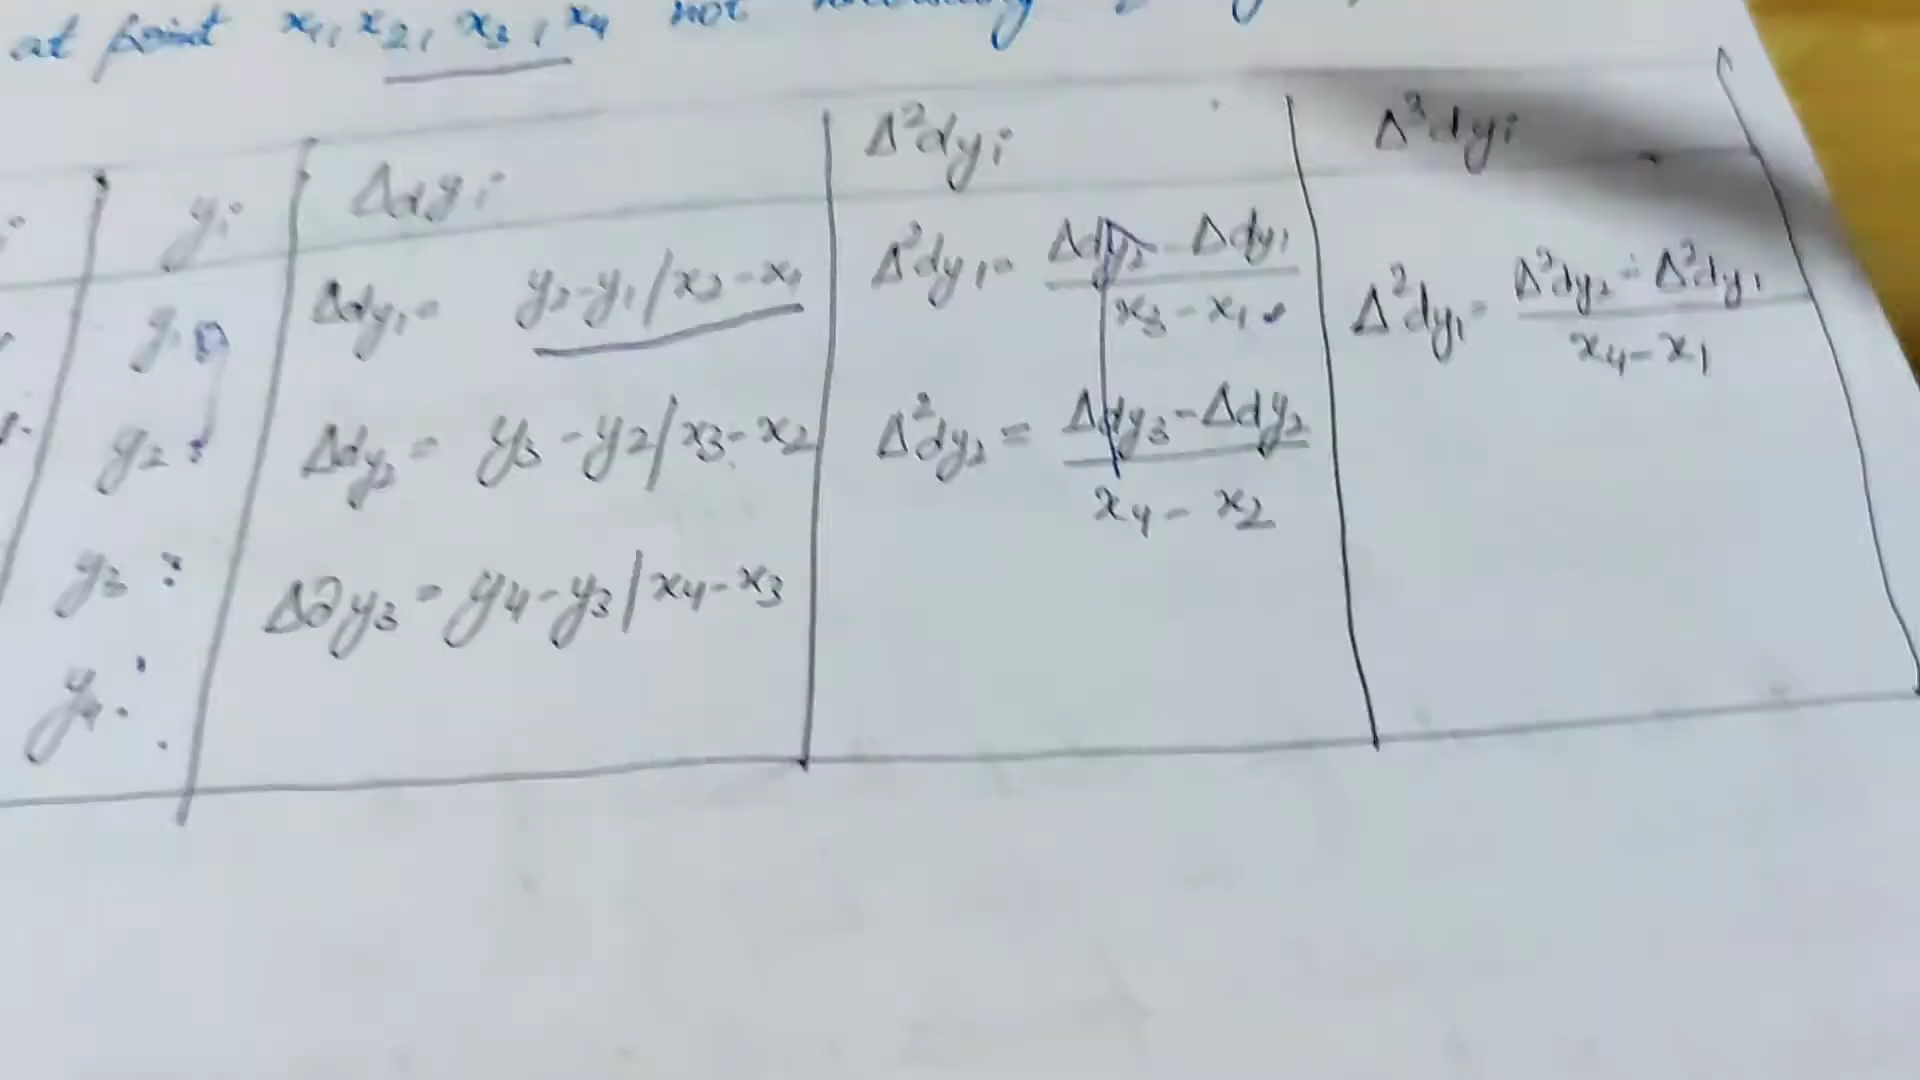 at point x₁, x₂, x₃, x₄ not
yi Δdyi Δ²dyi Δ³dyi
y₁ Δdy₁= y₂-y₁/x₂-x₁ Δ²dy₁= Δdy₂-Δdy₁/x₃-x₁ Δ²dy₁= Δ²dy₂-Δ²dy₁/x₄-x₁
y₂: Δdy₂= y₃-y₂/x₃-x₂ Δ²dy₂= Δdy₃-Δdy₂/x₄-x₂
y₃: Δ∂y₃= y₄-y₃/x₄-x₃
y₄: